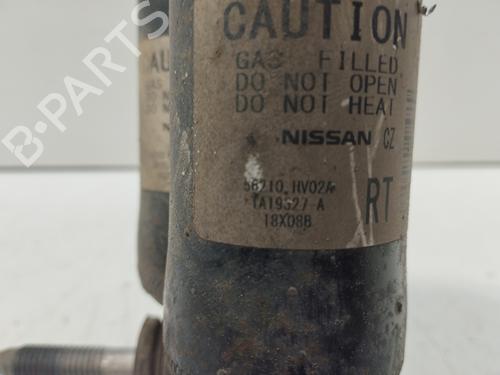 CAUTION
GAS FILLED
DO NOT OPEN
DO NOT HEAT
NISSAN CZ
56210 HV02A
TA19527-A
18X08B
RT
B-PARTS